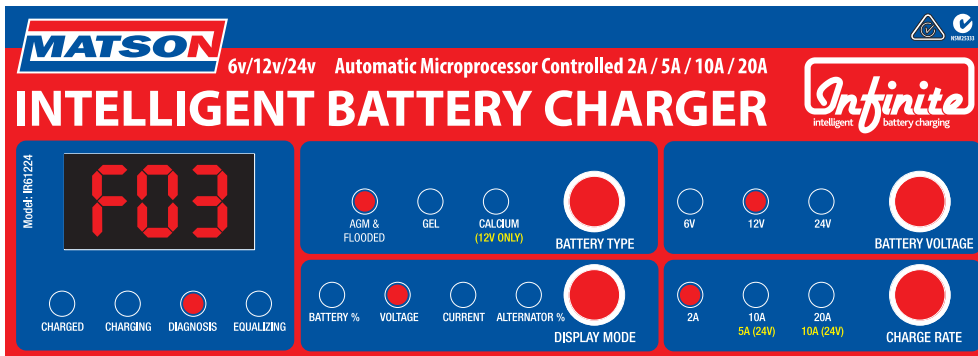 MATSON
NSW25333
6v/12v/24v Automatic Microprocessor Controlled 2A / 5A / 10A / 20A
INTELLIGENT BATTERY CHARGER
Infinite
intelligent battery charging
Model: IR61224
F03
CHARGED
CHARGING
DIAGNOSIS
EQUALIZING
AGM &
FLOODED
GEL
CALCIUM
(12V ONLY)
BATTERY TYPE
6V
12V
24V
BATTERY VOLTAGE
BATTERY %
VOLTAGE
CURRENT
ALTERNATOR %
DISPLAY MODE
2A
10A
5A (24V)
20A
10A (24V)
CHARGE RATE